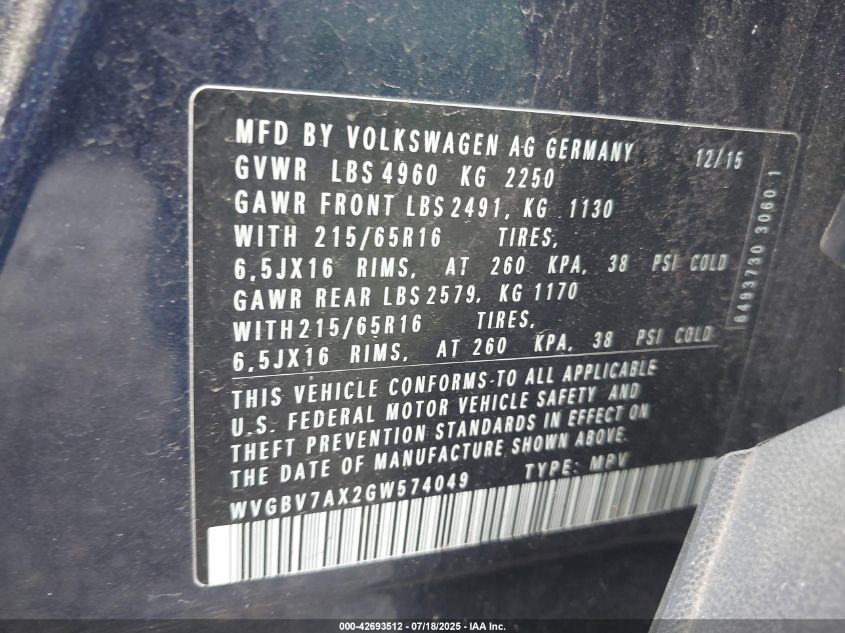 MFD BY VOLKSWAGEN AG GERMANY 12/15
GVWR LBS 4960 KG 2250
GAWR FRONT LBS 2491, KG 1130
WITH 215/65R16 TIRES,
6.5JX16 RIMS, AT 260 KPA, 38 PSI COLD
GAWR REAR LBS 2579, KG 1170
WITH 215/65R16 TIRES,
6.5JX16 RIMS, AT 260 KPA, 38 PSI COLD
THIS VEHICLE CONFORMS TO ALL APPLICABLE
U.S. FEDERAL MOTOR VEHICLE SAFETY AND
THEFT PREVENTION STANDARDS IN EFFECT ON
THE DATE OF MANUFACTURE SHOWN ABOVE.
WVGBV7AX2GW574049 TYPE: MPV
6493730 3060 1
000-42693512 - 07/18/2025 - IAA Inc.